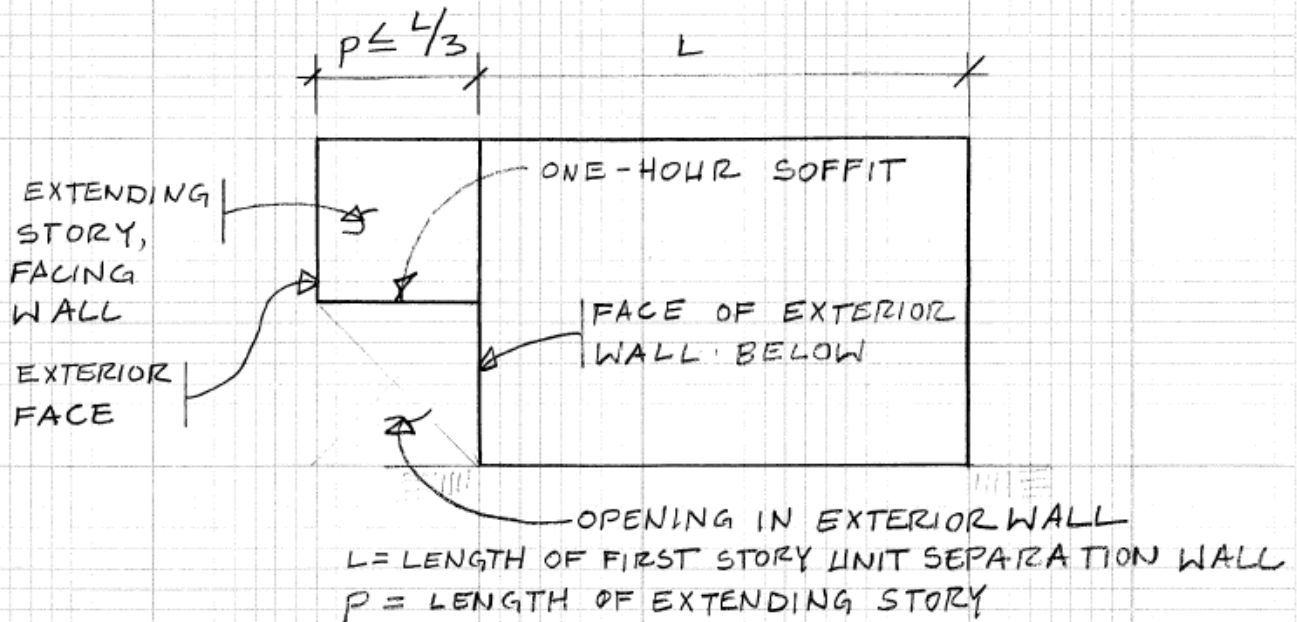 P ≤ L/3
L
ONE-HOUR SOFFIT
EXTENDING
STORY,
FACING
WALL
FACE OF EXTERIOR
WALL BELOW
EXTERIOR
FACE
OPENING IN EXTERIOR WALL
L = LENGTH OF FIRST STORY UNIT SEPARATION WALL
P = LENGTH OF EXTENDING STORY